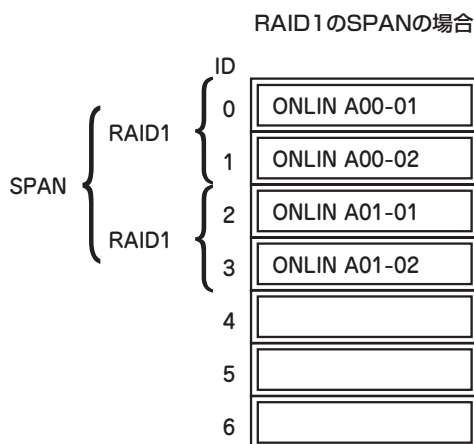 RAID1のSPANの場合
ID
0 ONLIN A00-01
RAID1
1 ONLIN A00-02
SPAN
2 ONLIN A01-01
RAID1
3 ONLIN A01-02
4
5
6